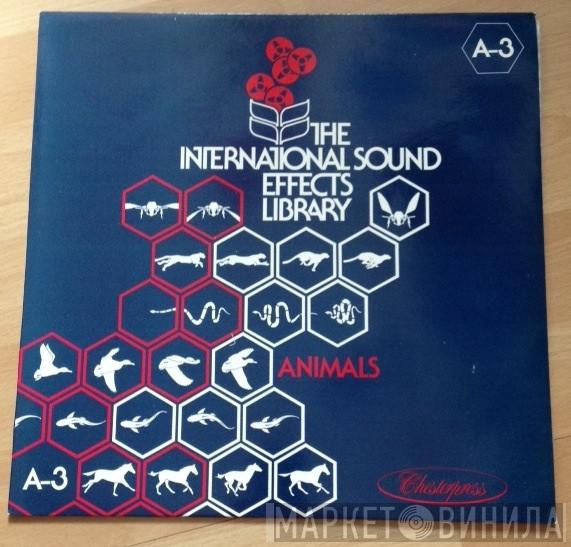 A-3
THE
INTERNATIONAL SOUND
EFFECTS
LIBRARY
ANIMALS
A-3
Chesterpress
МАРКЕТ ВИНИЛА